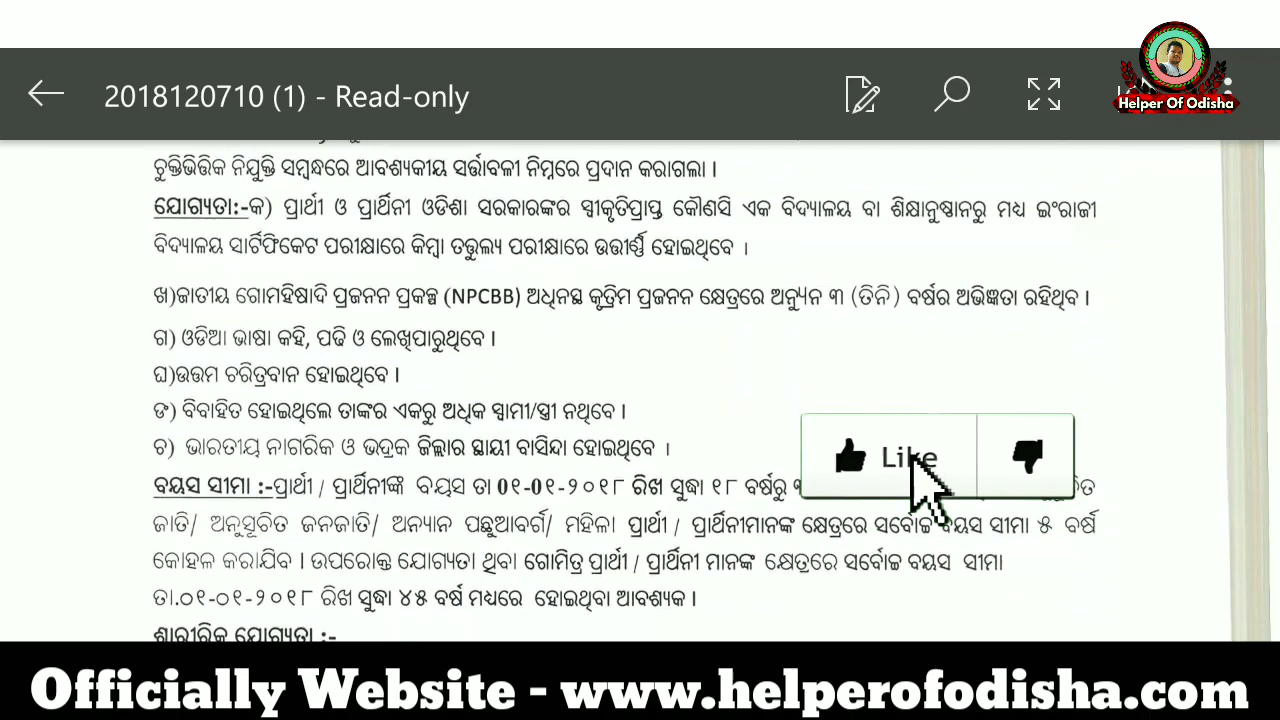 2018120710 (1) - Read-only
Helper Of Odisha
ଚୁକ୍ତିଭିତ୍ତିକ ନିଯୁକ୍ତି ସମ୍ବନ୍ଧରେ ଆବଶ୍ୟକୀୟ ସର୍ତ୍ତାବଳୀ ନିମ୍ନରେ ପ୍ରଦାନ କରାଗଲା ।
ଯୋଗ୍ୟତା:-କ) ପ୍ରାର୍ଥୀ ଓ ପ୍ରାର୍ଥିନୀ ଓଡିଶା ସରକାରଙ୍କର ସ୍ଵୀକୃତିପ୍ରାପ୍ତ କୌଣସି ଏକ ବିଦ୍ୟାଳୟ ବା ଶିକ୍ଷାନୁଷ୍ଠାନରୁ ମଧ୍ୟ ଇଂରାଜୀ
ବିଦ୍ୟାଳୟ ସାର୍ଟିଫିକେଟ ପରୀକ୍ଷାରେ କିମ୍ବା ତତ୍ତୁଲ୍ୟ ପରୀକ୍ଷାରେ ଉତ୍ତୀର୍ଣ୍ଣ ହୋଇଥିବେ ।
ଖ)ଜାତୀୟ ଗୋମହିଷାଦି ପ୍ରଜନନ ପ୍ରକଳ୍ପ (NPCBB) ଅଧିନସ୍ଥ କୃତ୍ରିମ ପ୍ରଜନନ କ୍ଷେତ୍ରରେ ଅନ୍ୟୁନ ୩ (ତିନି) ବର୍ଷର ଅଭିଜ୍ଞତା ରହିଥିବ ।
ଗ) ଓଡିଆ ଭାଷା କହି, ପଢି ଓ ଲେଖିପାରୁଥିବେ ।
ଘ)ଉତ୍ତମ ଚରିତ୍ରବାନ ହୋଇଥିବେ ।
ଙ) ବିବାହିତ ହୋଇଥିଲେ ତାଙ୍କର ଏକରୁ ଅଧିକ ସ୍ଵାମୀ/ସ୍ତ୍ରୀ ନଥିବେ ।
ଚ) ଭାରତୀୟ ନାଗରିକ ଓ ଭଦ୍ରକ ଜିଲ୍ଲାର ସ୍ଥାୟୀ ବାସିନ୍ଦା ହୋଇଥିବେ ।
Like
ବୟସ ସୀମା :-ପ୍ରାର୍ଥୀ / ପ୍ରାର୍ଥିନୀଙ୍କ ବୟସ ତା 0୧-0୧-୨୦୧୮ ରିଖ ସୁଦ୍ଧା ୧୮ ବର୍ଷରୁ
ଜାତି/ ଅନୁସୂଚିତ ଜନଜାତି/ ଅନ୍ୟାନ ପଛୁଆବର୍ଗ/ ମହିଳା ପ୍ରାର୍ଥୀ / ପ୍ରାର୍ଥିନୀମାନଙ୍କ କ୍ଷେତ୍ରରେ ସର୍ବୋଚ୍ଚ ବୟସ ସୀମା ୫ ବର୍ଷ
କୋହଳ କରାଯିବ । ଉପରୋକ୍ତ ଯୋଗ୍ୟତା ଥିବା ଗୋମିତ୍ର ପ୍ରାର୍ଥୀ / ପ୍ରାର୍ଥିନୀ ମାନଙ୍କ କ୍ଷେତ୍ରରେ ସର୍ବୋଚ୍ଚ ବୟସ ସୀମା
ତା.୦୧-୦୧-୨୦୧୮ ରିଖ ସୁଦ୍ଧା ୪୫ ବର୍ଷ ମଧ୍ୟରେ ହୋଇଥିବା ଆବଶ୍ୟକ ।
ଶାରୀରିକ ଯୋଗ୍ୟତା :-
Officially Website - www.helperofodisha.com